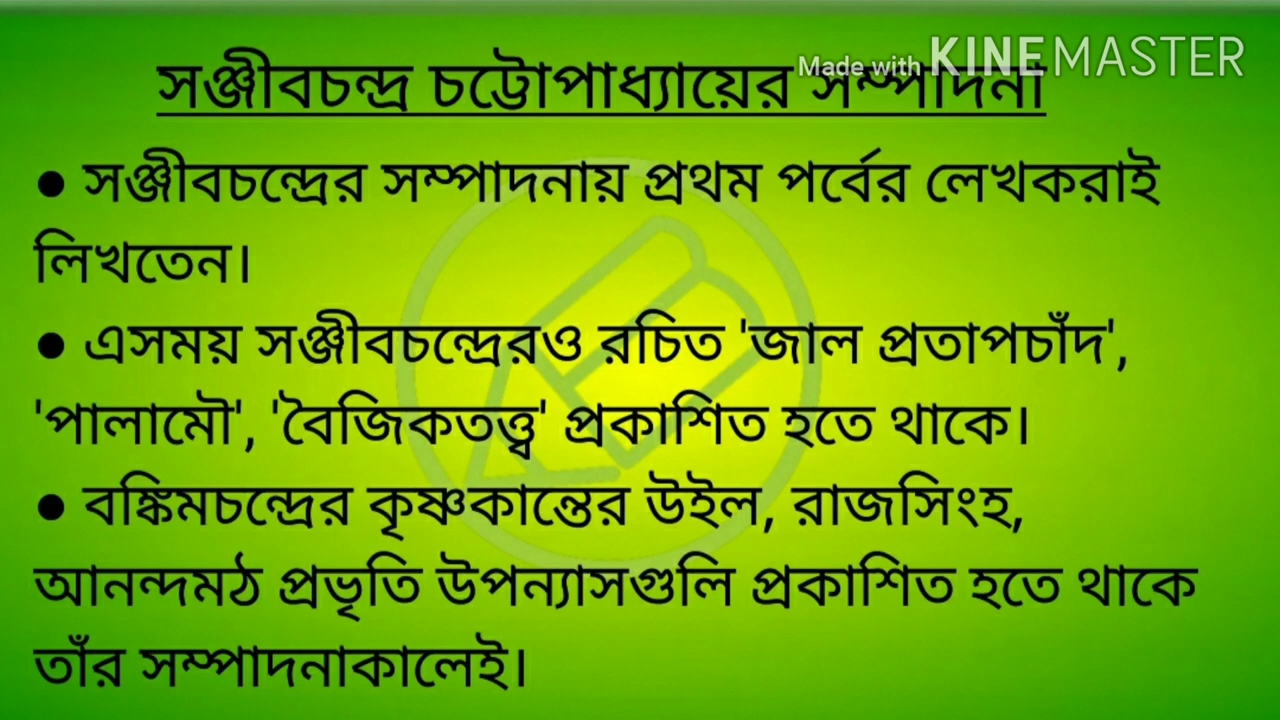 Made with KINEMASTER
সঞ্জীবচন্দ্র চট্টোপাধ্যায়ের সম্পাদনা
● সঞ্জীবচন্দ্রের সম্পাদনায় প্রথম পর্বের লেখকরাই
লিখতেন।
● এসময় সঞ্জীবচন্দ্রেরও রচিত 'জাল প্রতাপচাঁদ',
'পালামৌ', 'বৈজিকতত্ত্ব' প্রকাশিত হতে থাকে।
● বঙ্কিমচন্দ্রের কৃষ্ণকান্তের উইল, রাজসিংহ,
আনন্দমঠ প্রভৃতি উপন্যাসগুলি প্রকাশিত হতে থাকে
তাঁর সম্পাদনাকালেই।